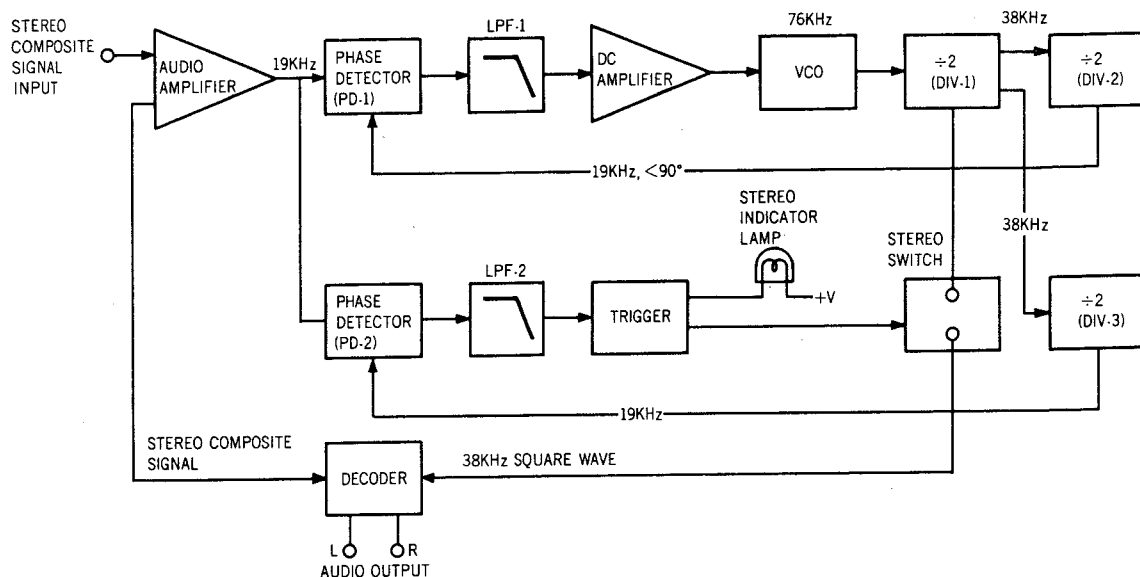 STEREO
COMPOSITE
SIGNAL
INPUT
AUDIO
AMPLIFIER
19KHz
PHASE
DETECTOR
(PD-1)
LPF-1
DC
AMPLIFIER
76KHz
VCO
÷2
(DIV-1)
38KHz
÷2
(DIV-2)
19KHz, <90°
STEREO
INDICATOR
LAMP
+V
38KHz
STEREO
SWITCH
PHASE
DETECTOR
(PD-2)
LPF-2
TRIGGER
÷2
(DIV-3)
19KHz
STEREO COMPOSITE
SIGNAL
DECODER
38KHz SQUARE WAVE
L R
AUDIO OUTPUT